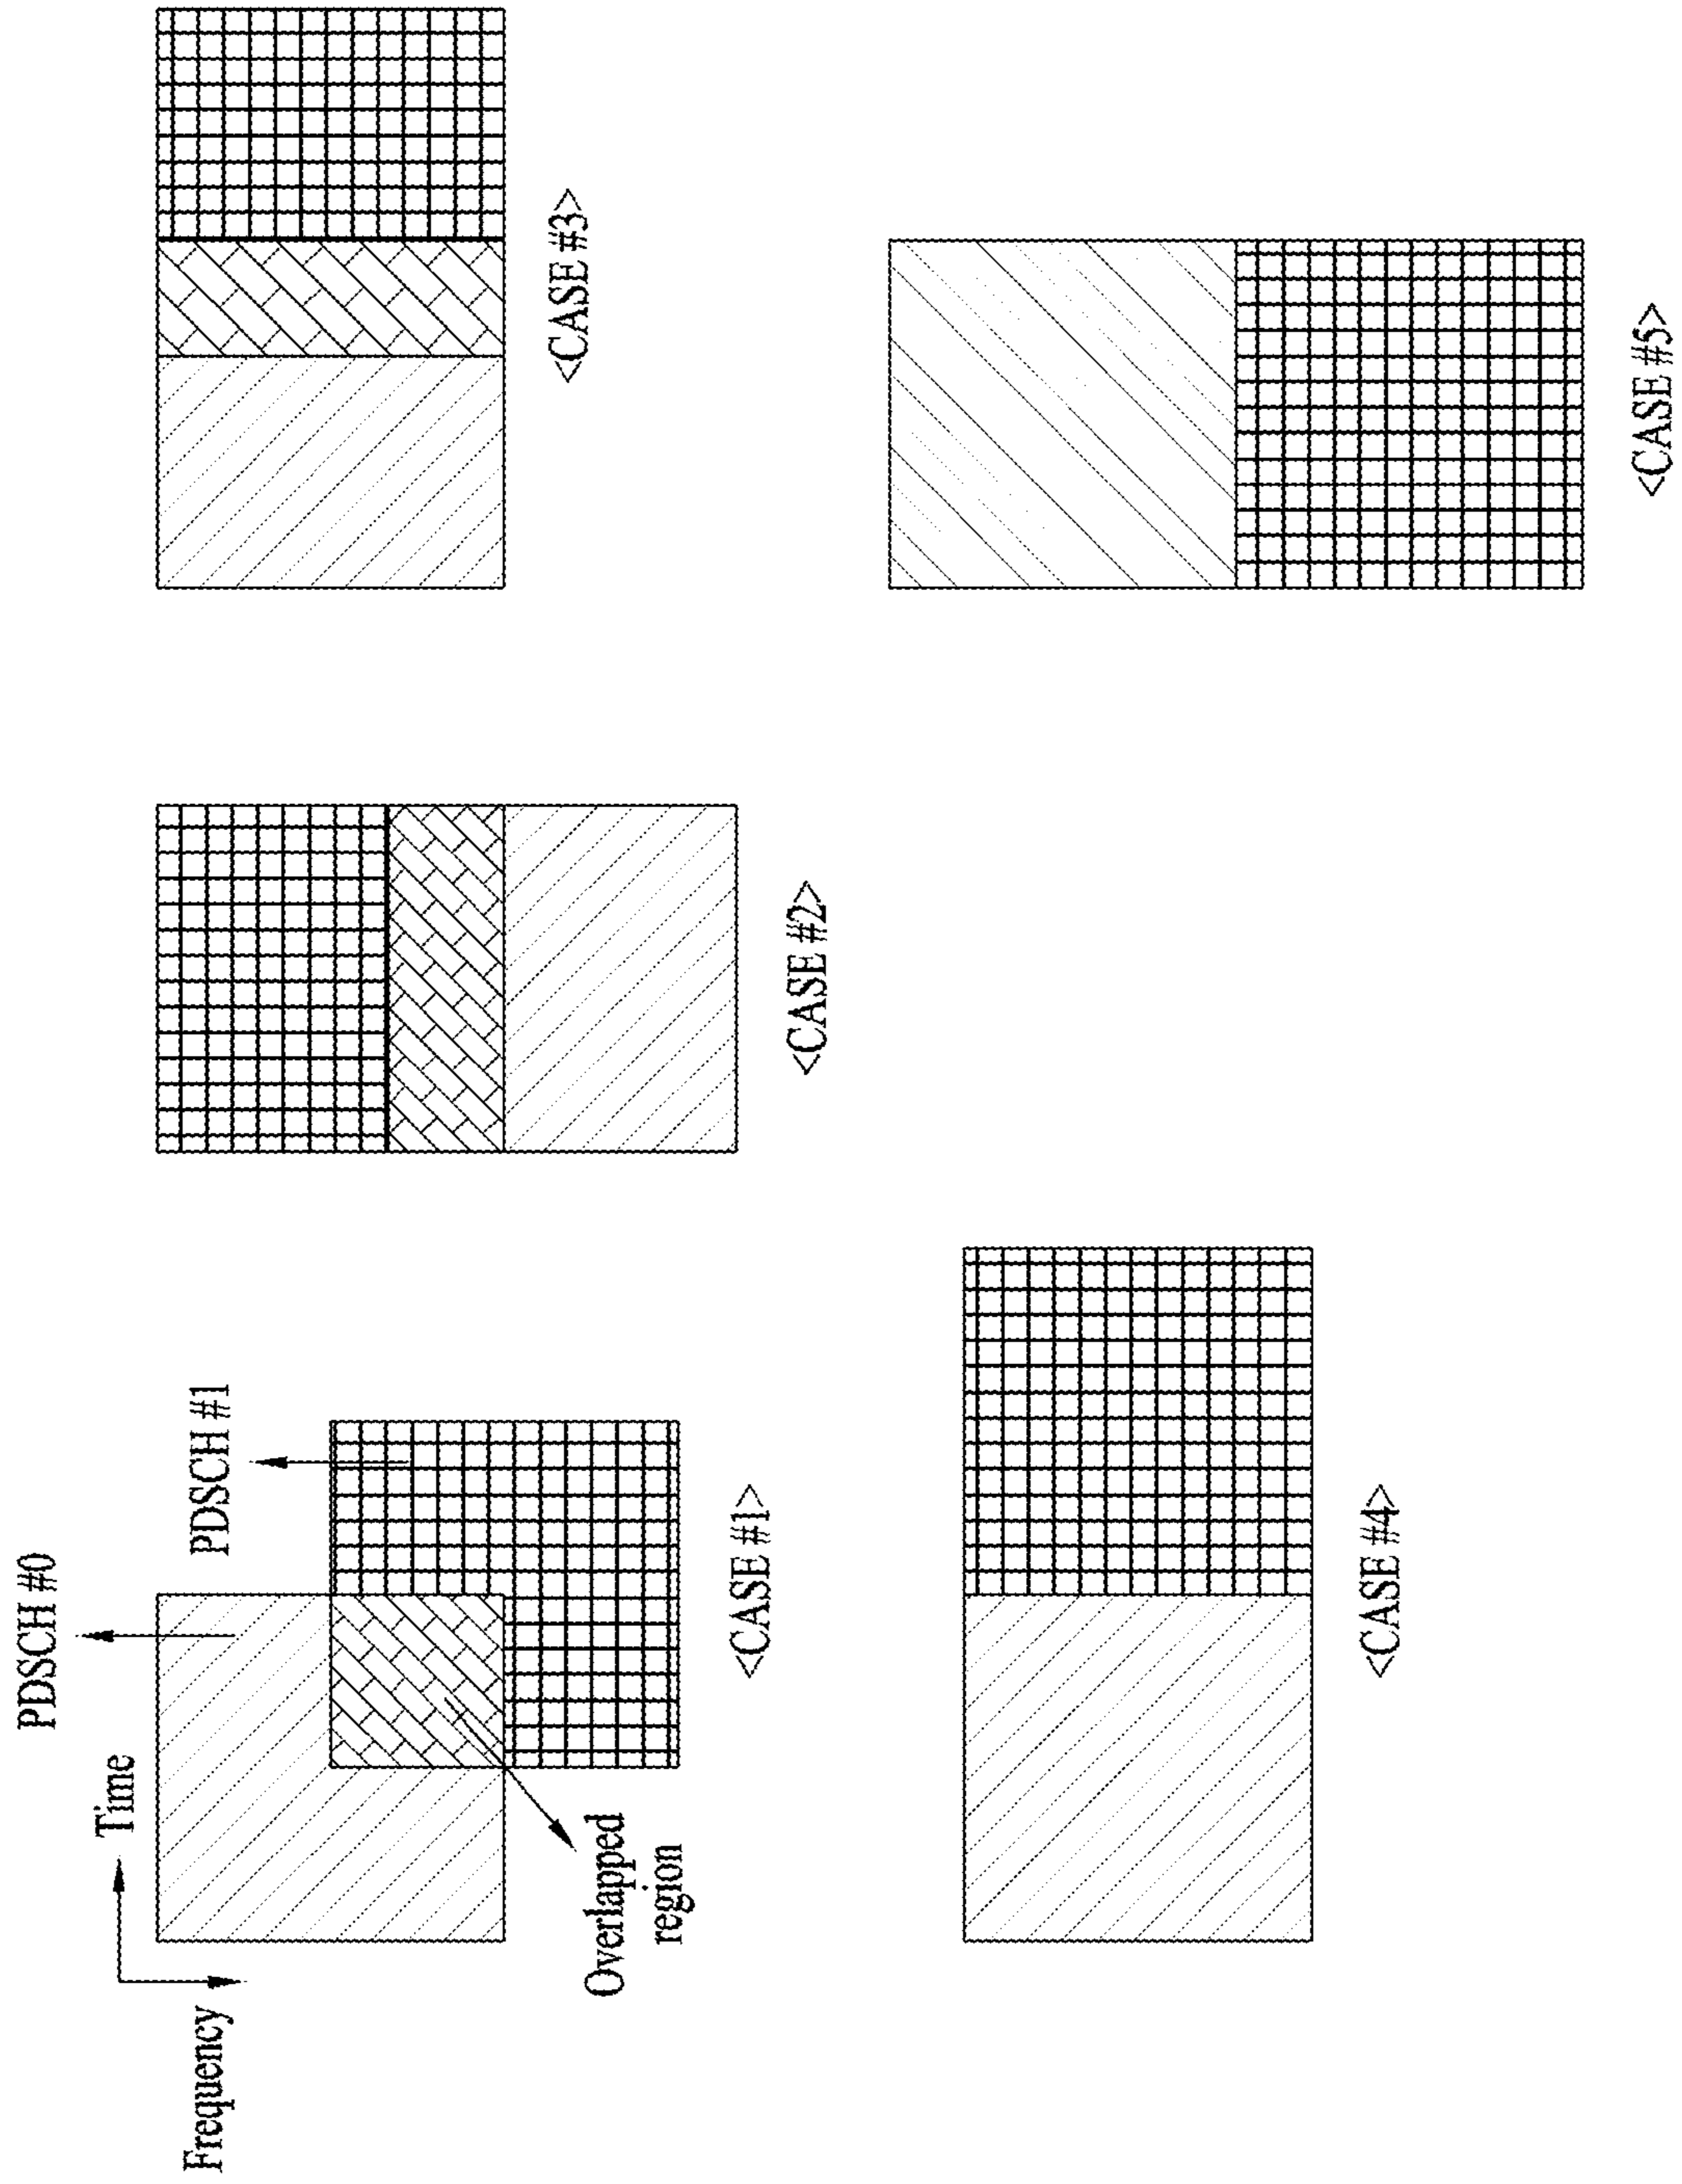 PDSCH #0
Time
Frequency
PDSCH #1
Overlapped
region
<CASE #1>
<CASE #2>
<CASE #3>
<CASE #4>
<CASE #5>